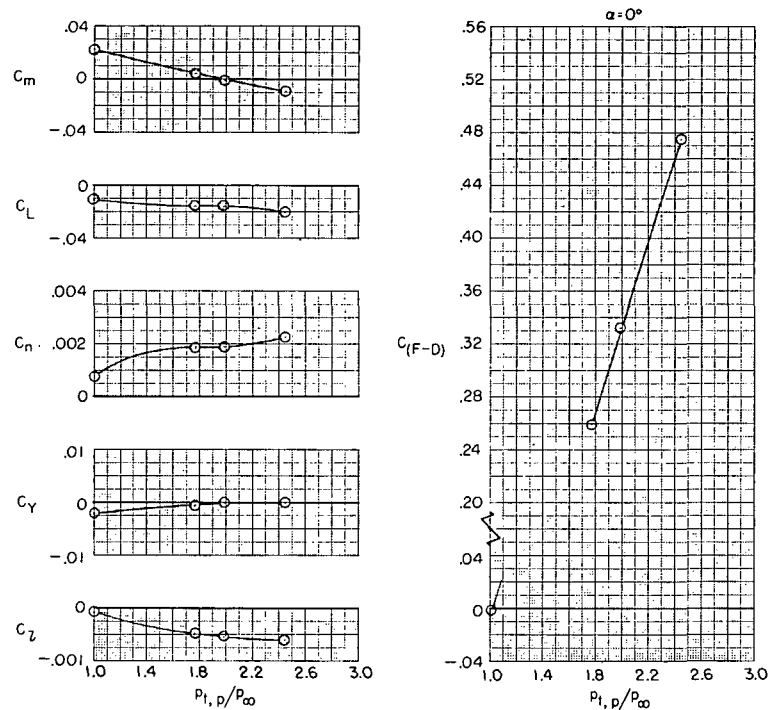 .04
0
-.04
C_m
0
-.04
C_L
.004
.002
0
C_n
.01
0
-.01
C_Y
0
-.001
C_l
1.0 1.4 1.8 2.2 2.6 3.0
p_t,p/p_∞
α=0°
.56
.52
.48
.44
.40
.36
.32
.28
.26
.20
.04
0
-.04
C_(F-D)
1.0 1.4 1.8 2.2 2.6 3.0
p_t,p/p_∞